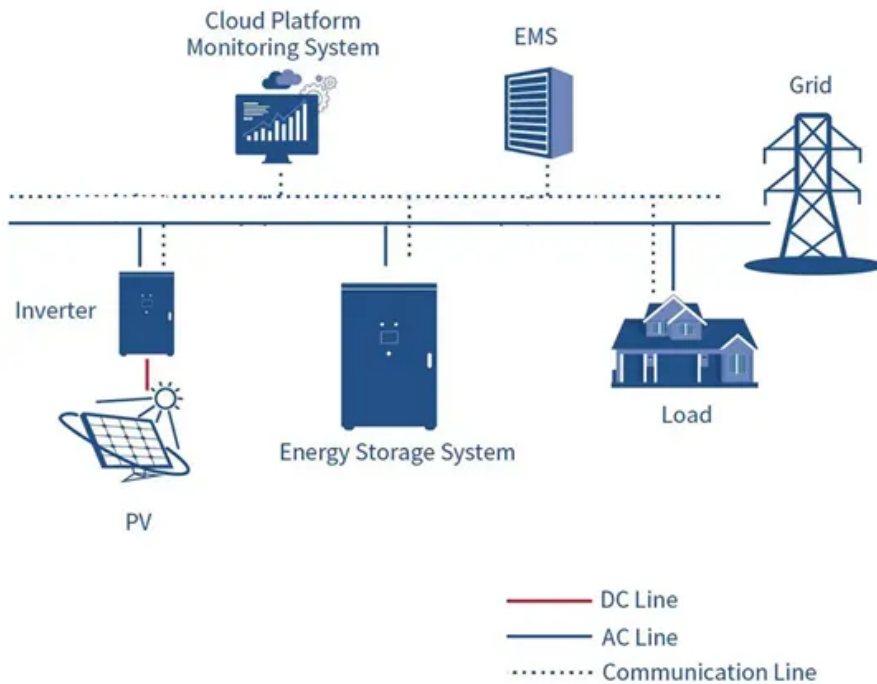 Cloud Platform
Monitoring System
EMS
Grid
Inverter
Energy Storage System
Load
PV
DC Line
AC Line
Communication Line